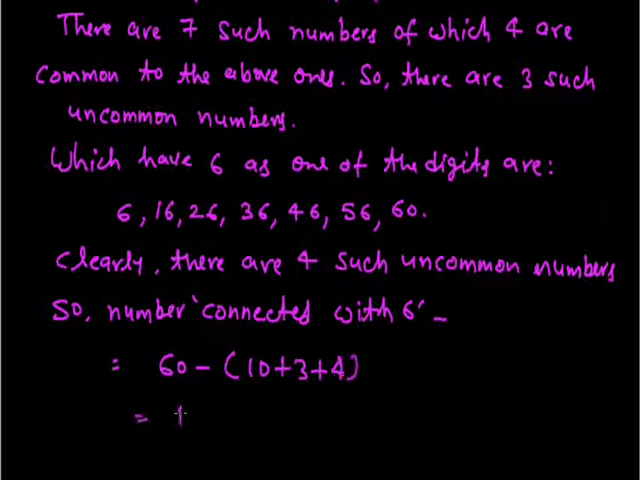 There are 7 such numbers of which 4 are
common to the above ones. So, there are 3 such
uncommon numbers.
Which have 6 as one of the digits are:
6, 16, 26, 36, 46, 56, 60.
Clearly, there are 4 such uncommon numbers
So, number 'connected with 6' –
= 60 – (10+3+4)
= 1